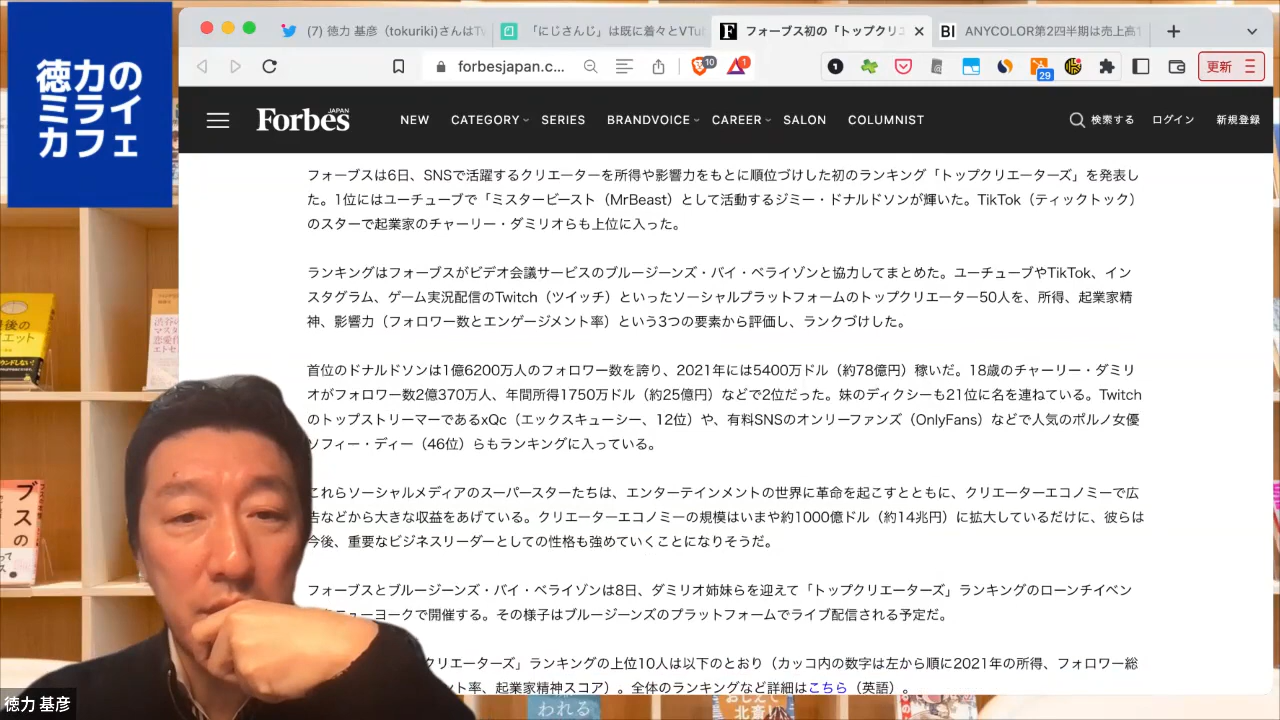 徳力の
ミライ
カフェ
(7) 徳力 基彦（tokuriki)さんはTw
「にじさんじ」は既に着々とVTub
フォーブス初の「トップクリエ
BI
ANYCOLOR第2四半期は売上高1
forbesjapan.c...
10
1
29
更新
Forbes
JAPAN
NEW
CATEGORY
SERIES
BRANDVOICE
CAREER
SALON
COLUMNIST
検索する
ログイン
新規登録
フォーブスは6日、SNSで活躍するクリエーターを所得や影響力をもとに順位づけした初のランキング「トップクリエーターズ」を発表し
た。1位にはユーチューブで「ミスタービースト（MrBeast）として活動するジミー・ドナルドソンが輝いた。TikTok（ティックトック）
のスターで起業家のチャーリー・ダミリオらも上位に入った。
ランキングはフォーブスがビデオ会議サービスのブルージーンズ・バイ・ベライゾンと協力してまとめた。ユーチューブやTikTok、イン
スタグラム、ゲーム実況配信のTwitch（ツイッチ）といったソーシャルプラットフォームのトップクリエーター50人を、所得、起業家精
神、影響力（フォロワー数とエンゲージメント率）という3つの要素から評価し、ランクづけした。
首位のドナルドソンは1億6200万人のフォロワー数を誇り、2021年には5400万ドル（約78億円）稼いだ。18歳のチャーリー・ダミリ
オがフォロワー数2億370万人、年間所得1750万ドル（約25億円）などで2位だった。妹のディクシーも21位に名を連ねている。Twitch
のトップストリーマーであるxQc（エックスキューシー、12位）や、有料SNSのオンリーファンズ（OnlyFans）などで人気のポルノ女優
ソフィー・ディー（46位）らもランキングに入っている。
これらソーシャルメディアのスーパースターたちは、エンターテインメントの世界に革命を起こすとともに、クリエーターエコノミーで広
告などから大きな収益をあげている。クリエーターエコノミーの規模はいまや約1000億ドル（約14兆円）に拡大しているだけに、彼らは
今後、重要なビジネスリーダーとしての性格も強めていくことになりそうだ。
フォーブスとブルージーンズ・バイ・ベライゾンは8日、ダミリオ姉妹らを迎えて「トップクリエーターズ」ランキングのローンチイベン
ニューヨークで開催する。その様子はブルージーンズのプラットフォームでライブ配信される予定だ。
クリエーターズ」ランキングの上位10人は以下のとおり（カッコ内の数字は左から順に2021年の所得、フォロワー総
ント率、起業家精神スコア）。全体のランキングなど詳細はこちら（英語）。
ブスの
われる
徳力 基彦